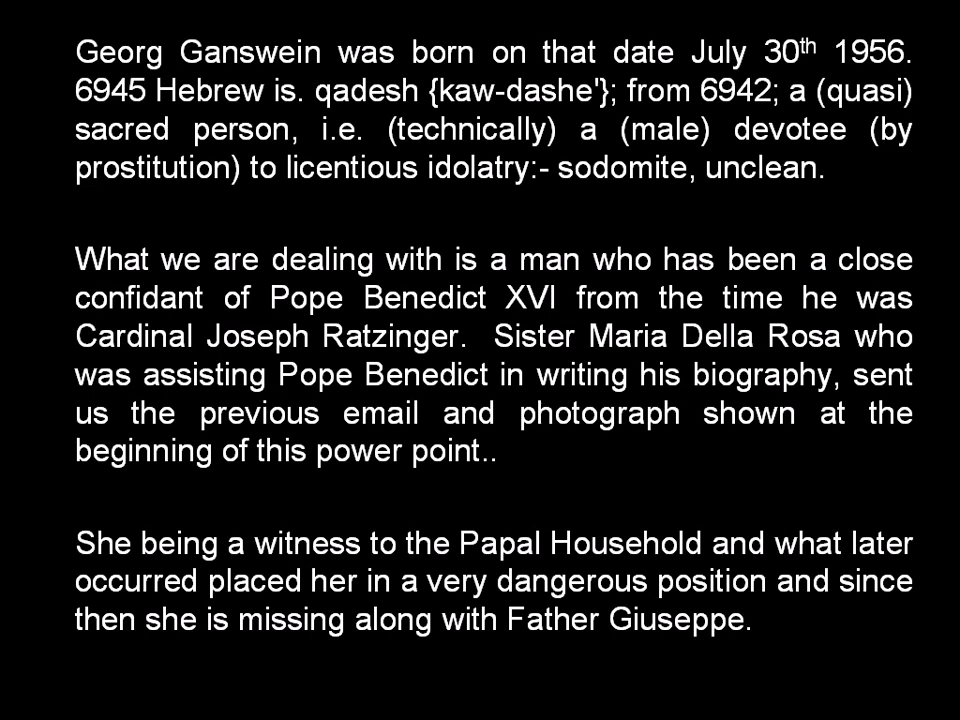 Georg Ganswein was born on that date July 30th 1956.
6945 Hebrew is. qadesh {kaw-dashe'}; from 6942; a (quasi)
sacred person, i.e. (technically) a (male) devotee (by
prostitution) to licentious idolatry:- sodomite, unclean.
What we are dealing with is a man who has been a close
confidant of Pope Benedict XVI from the time he was
Cardinal Joseph Ratzinger. Sister Maria Della Rosa who
was assisting Pope Benedict in writing his biography, sent
us the previous email and photograph shown at the
beginning of this power point..
She being a witness to the Papal Household and what later
occurred placed her in a very dangerous position and since
then she is missing along with Father Giuseppe.